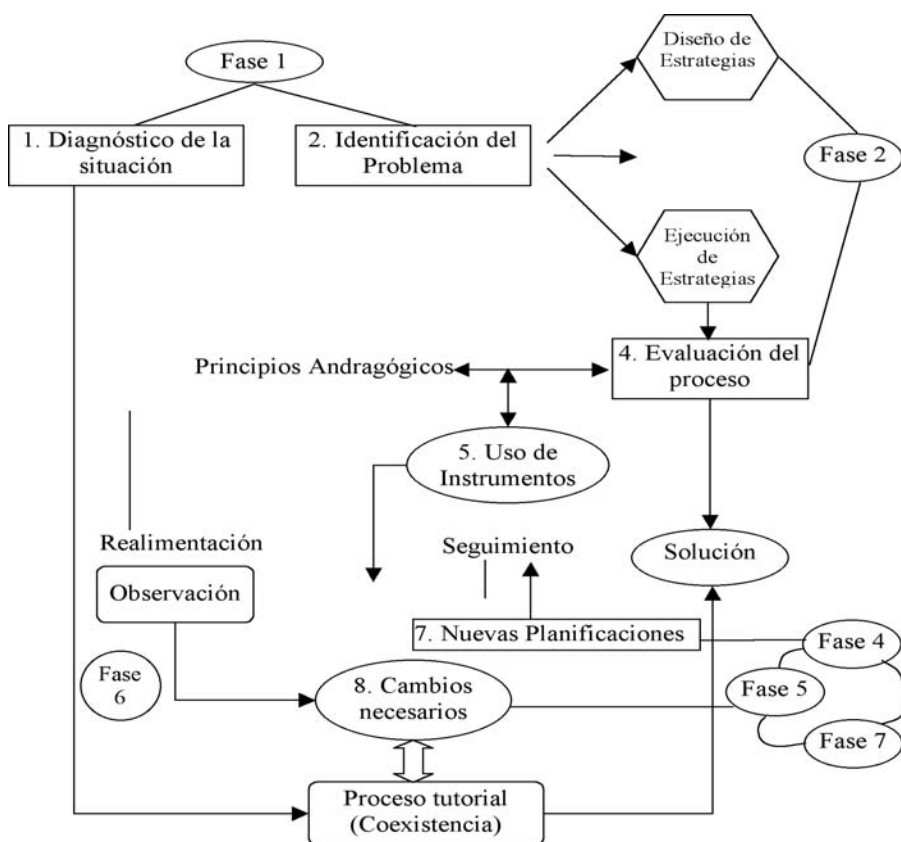 Fase 1
Diseño de
Estrategias
1. Diagnóstico de la
situación
2. Identificación del
Problema
Fase 2
Ejecución
de
Estrategias
4. Evaluación del
proceso
Principios Andragógicos
5. Uso de
Instrumentos
Realimentación
Seguimiento
Solución
Observación
7. Nuevas Planificaciones
Fase 4
Fase
6
8. Cambios
necesarios
Fase 5
Fase 7
Proceso tutorial
(Coexistencia)